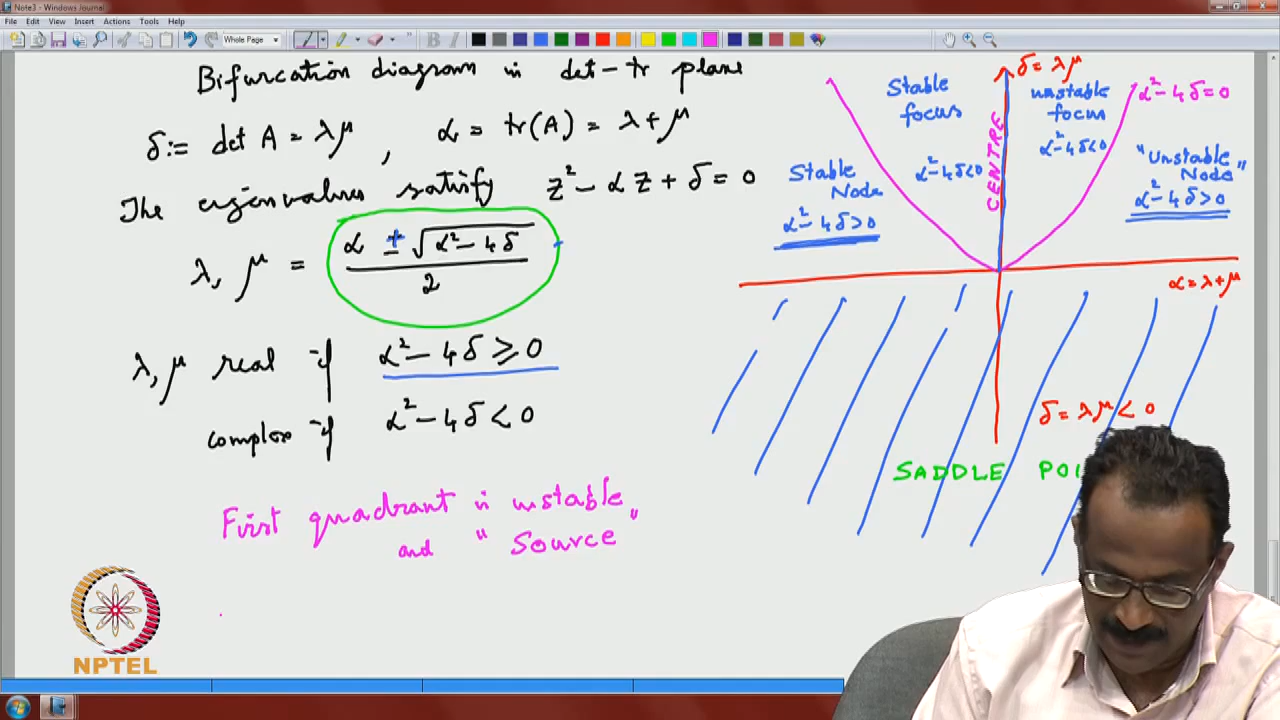 Note3 - Windows Journal
File Edit View Insert Actions Tools Help
Whole Page
Bifurcation diagram in det-tr plane
δ := det A = λμ, α = tr(A) = λ+μ
The eigenvalues satisfy z² - αz + δ = 0
λ, μ = α ± √α² - 4δ / 2
λ, μ real if α² - 4δ ≥ 0
complex if α² - 4δ < 0
First quadrant is unstable
and "Source"
δ = λμ
Stable focus
α² - 4δ < 0
CENTRE
unstable focus
α² - 4δ < 0
α² - 4δ = 0
Stable Node
α² - 4δ > 0
"Unstable Node"
α² - 4δ > 0
α = λ+μ
δ = λμ < 0
SADDLE
NPTEL